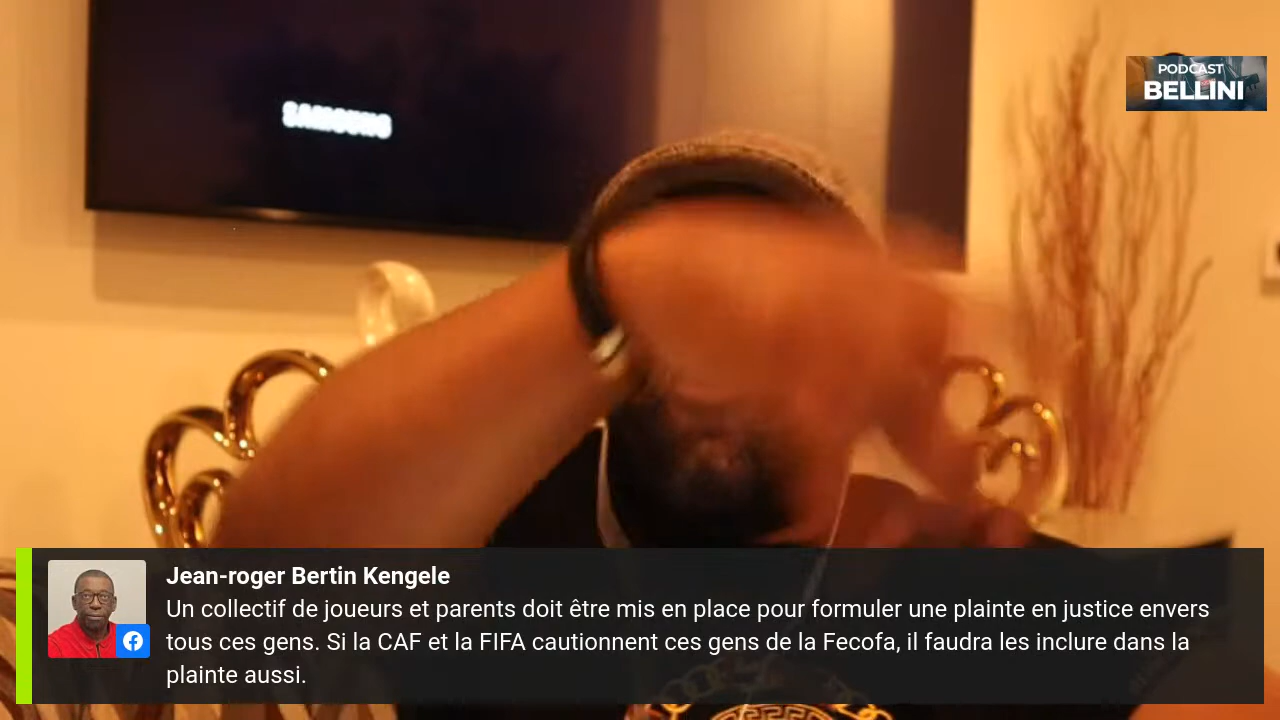 SAMSUNG
PODCAST
BELLINI
Jean-roger Bertin Kengele
Un collectif de joueurs et parents doit être mis en place pour formuler une plainte en justice envers
tous ces gens. Si la CAF et la FIFA cautionnent ces gens de la Fecofa, il faudra les inclure dans la
plainte aussi.